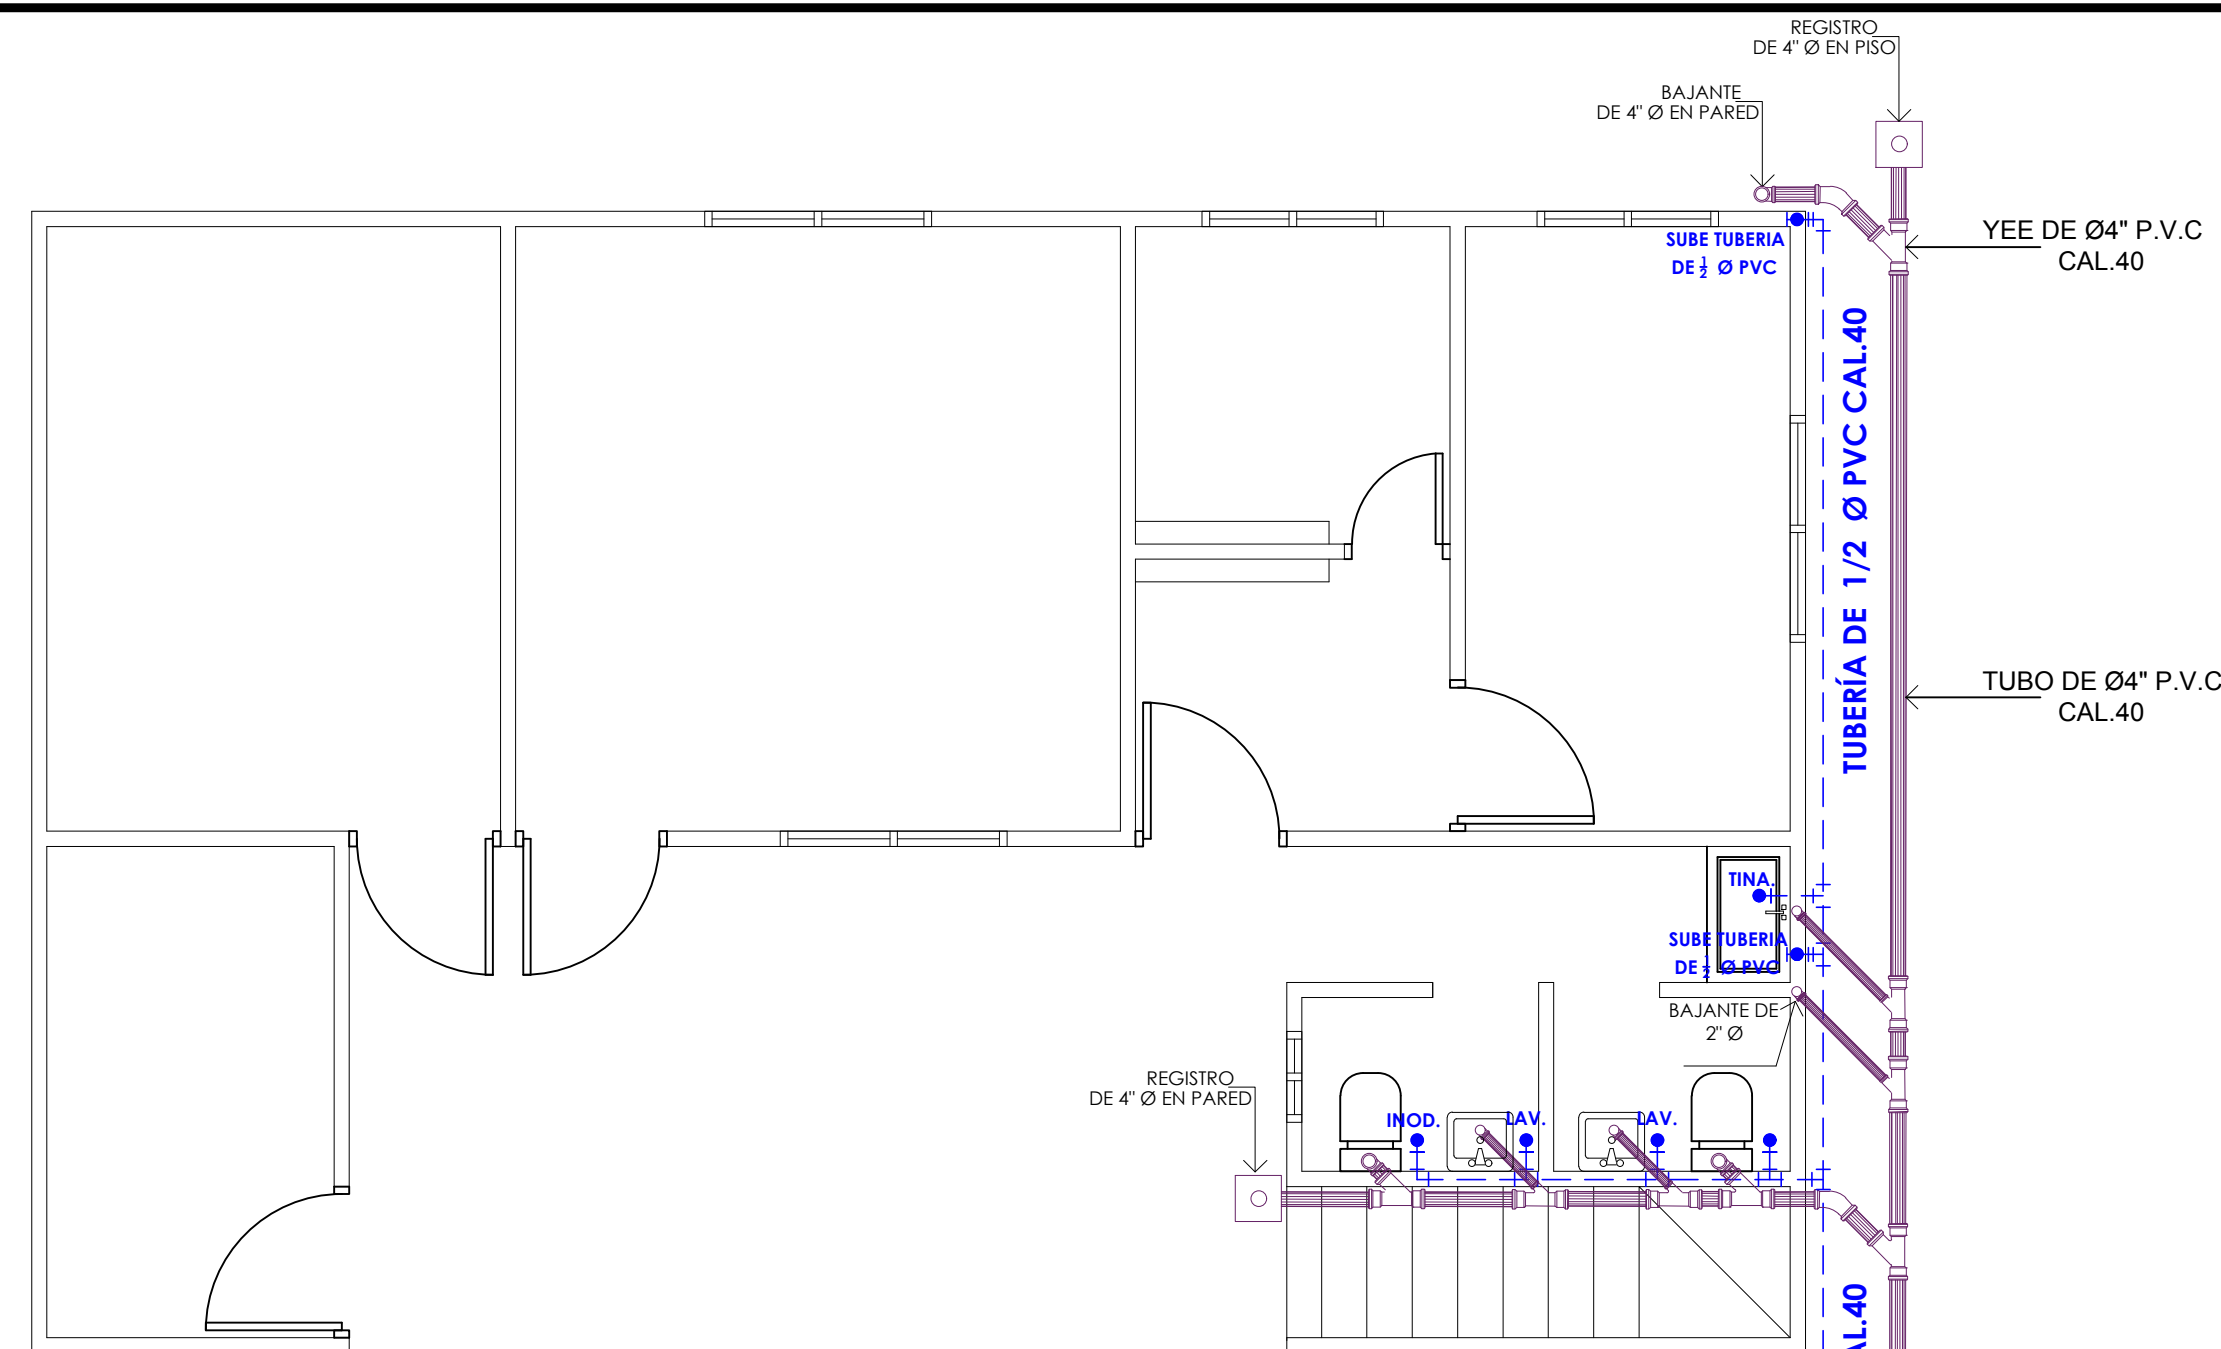 REGISTRO
DE 4" Ø EN PISO
BAJANTE
DE 4" Ø EN PARED
YEE DE Ø4" P.V.C
CAL.40
SUBE TUBERIA
DE 1/2 Ø PVC
TUBERÍA DE 1/2 Ø PVC CAL.40
TUBO DE Ø4" P.V.C
CAL.40
TINA.
SUBE TUBERIA
DE 1/2 Ø PVC
BAJANTE DE
2" Ø
REGISTRO
DE 4" Ø EN PARED
INOD.
LAV.
LAV.
AL.40